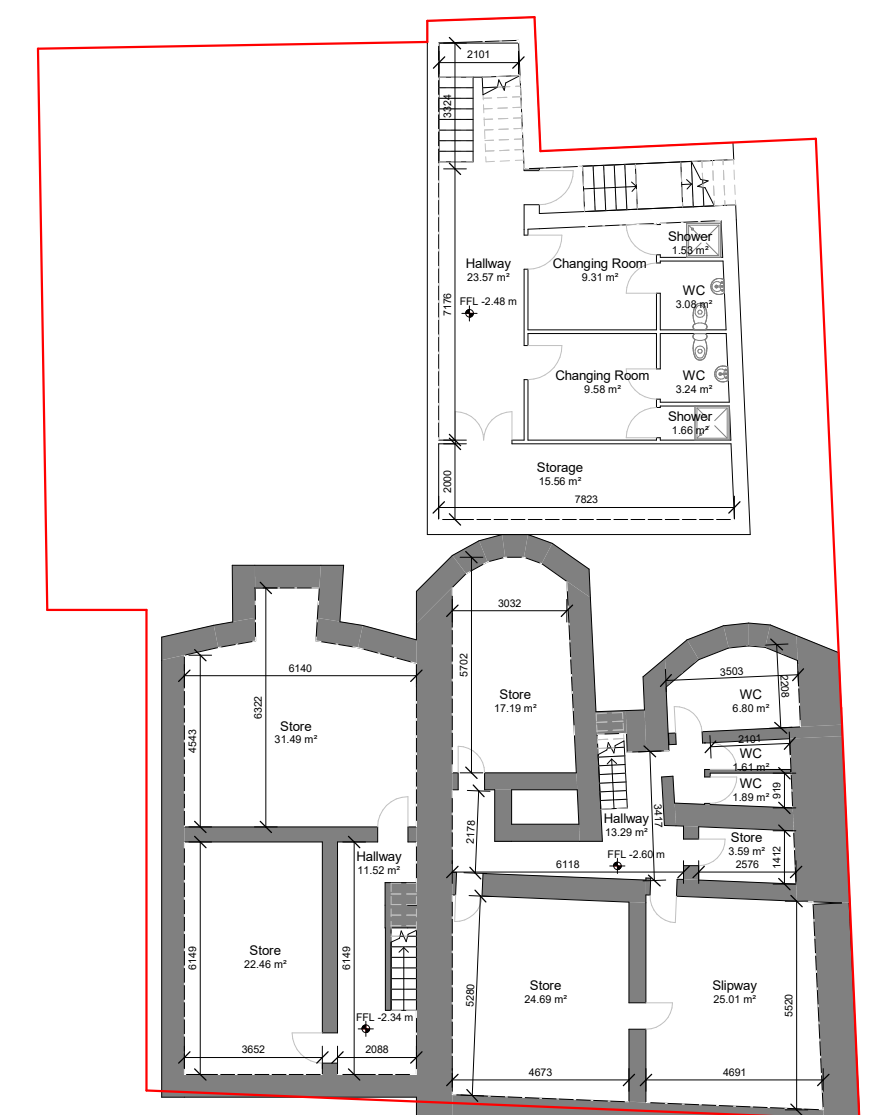 2101
3324
Shower
1.53 m²
Hallway
23.57 m²
Changing Room
9.31 m²
WC
3.08 m²
FFL -2.48 m
7176
Changing Room
9.58 m²
WC
3.24 m²
Shower
1.66 m²
Storage
15.56 m²
2000
7823
3032
5702
6140
6322
4543
Store
31.49 m²
Store
17.19 m²
3503
2208
WC
6.80 m²
2101
WC
1.61 m²
WC
1.89 m²
919
3417
Hallway
13.29 m²
2178
Store
3.59 m²
2576
1412
FFL -2.60 m
6118
Hallway
11.52 m²
6149
Store
22.46 m²
6149
FFL -2.34 m
3652
2088
Store
24.69 m²
5280
4673
Slipway
25.01 m²
5520
4691